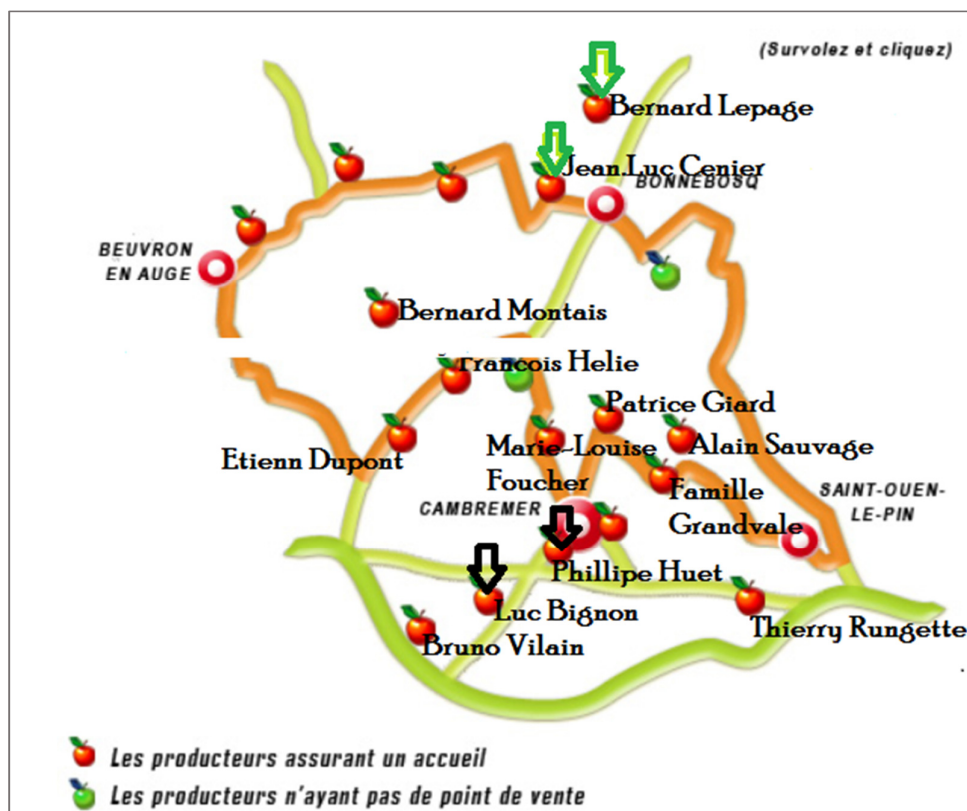 (Survolez et cliquez)
Bernard Lepage
Jean.Luc Cenier
BONNEBOSQ
BEUVRON
EN AUGE
Bernard Montais
Francois Helie
Patrice Giard
Etienn Dupont
Marie-Louise
Foucher
Alain Sauvage
Famille
Grandvale
SAINT-OUEN-
LE-PIN
CAMBREMER
Phillipe Huet
Luc Bignon
Bruno Vilain
Thierry Rungette
Les producteurs assurant un accueil
Les producteurs n'ayant pas de point de vente